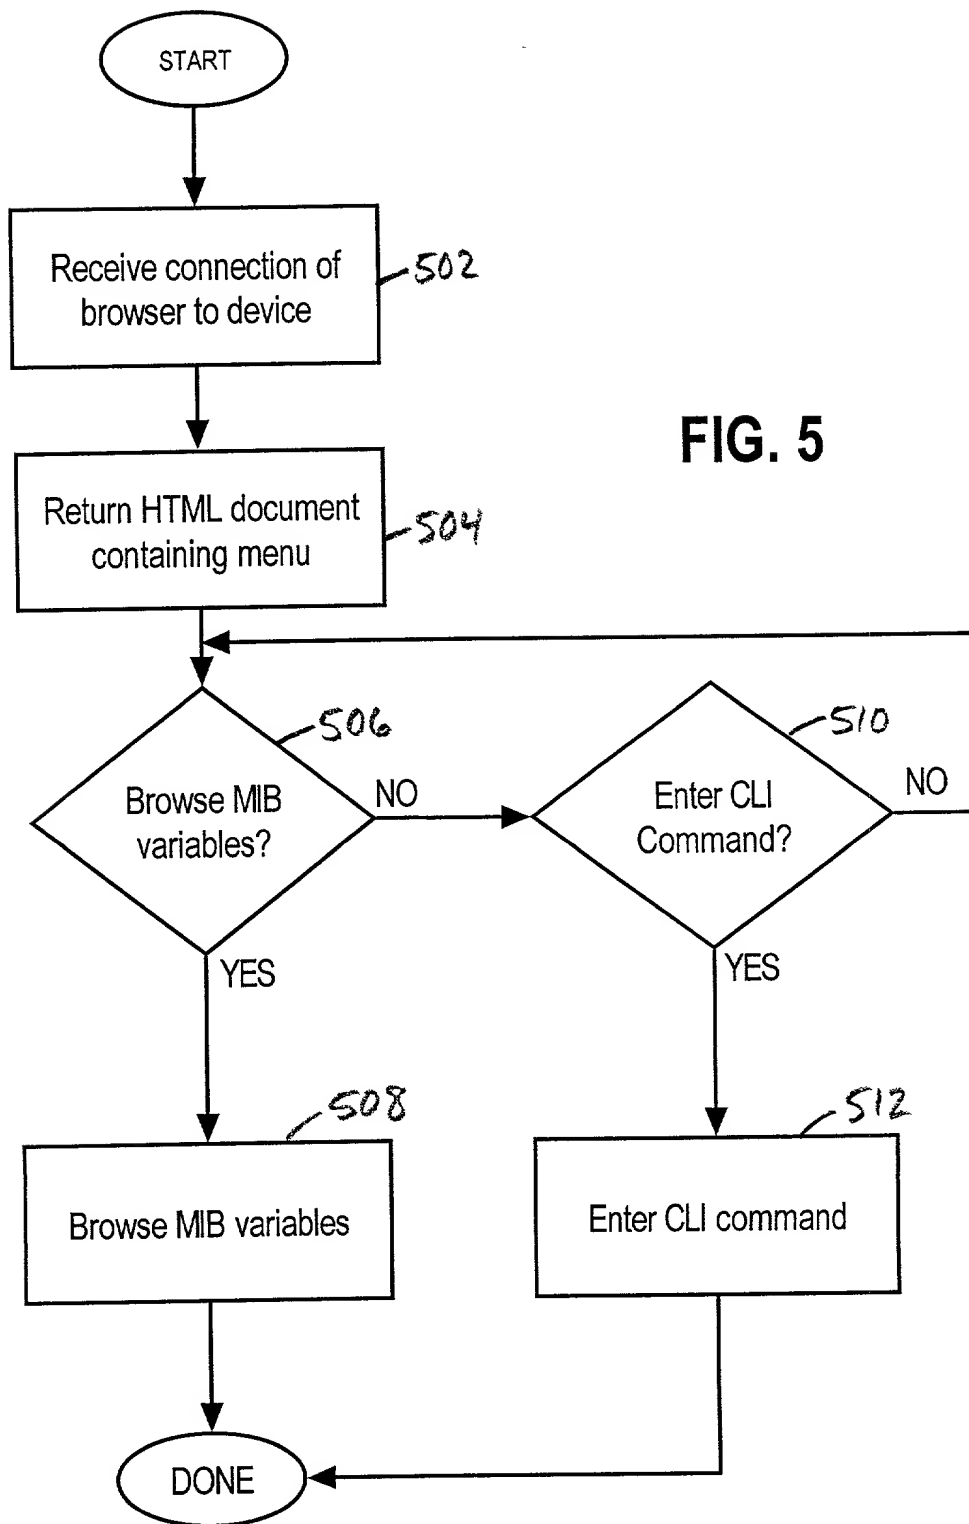 START
Receive connection of
browser to device
502
FIG. 5
Return HTML document
containing menu
504
506
510
Browse MIB
variables?
NO
Enter CLI
Command?
NO
YES
YES
508
512
Browse MIB variables
Enter CLI command
DONE